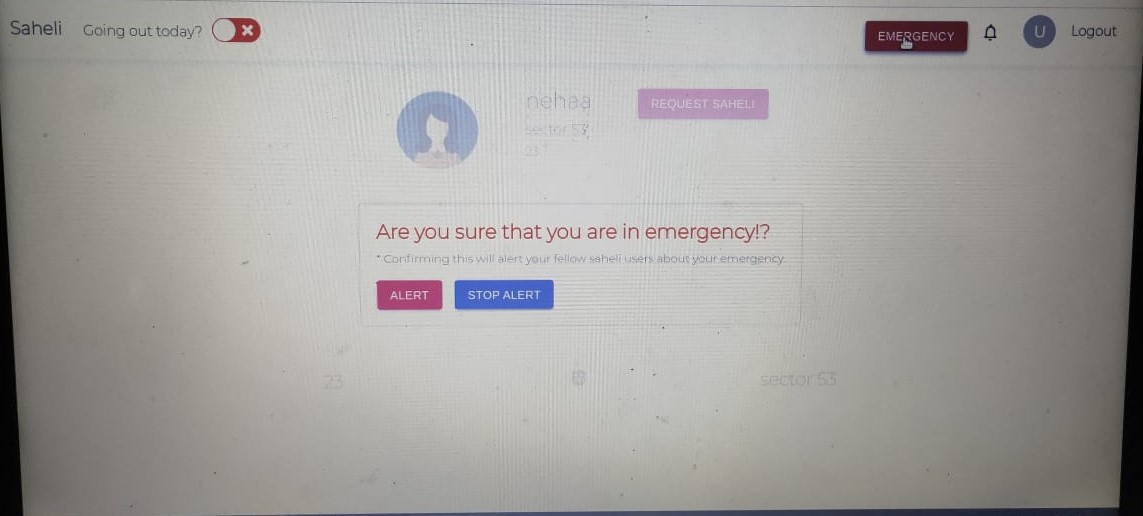 Saheli Going out today? EMERGENCY U Logout
nehaa REQUEST SAHELI
sector 53,
23
Are you sure that you are in emergency!?
* Confirming this will alert your fellow saheli users about your emergency.
ALERT STOP ALERT
23 sector 53